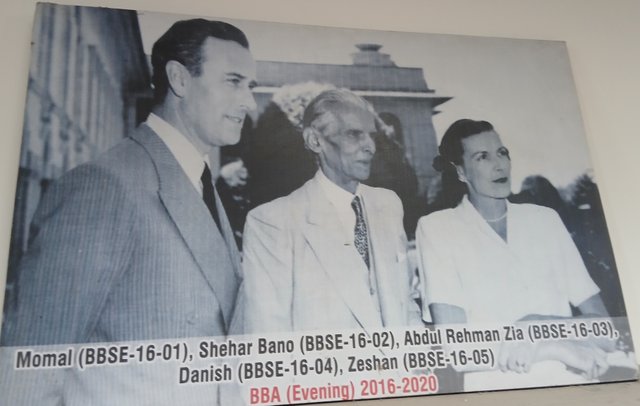 Momal (BBSE-16-01), Shehar Bano (BBSE-16-02), Abdul Rehman Zia (BBSE-16-03),
Danish (BBSE-16-04), Zeshan (BBSE-16-05)
BBA (Evening) 2016-2020